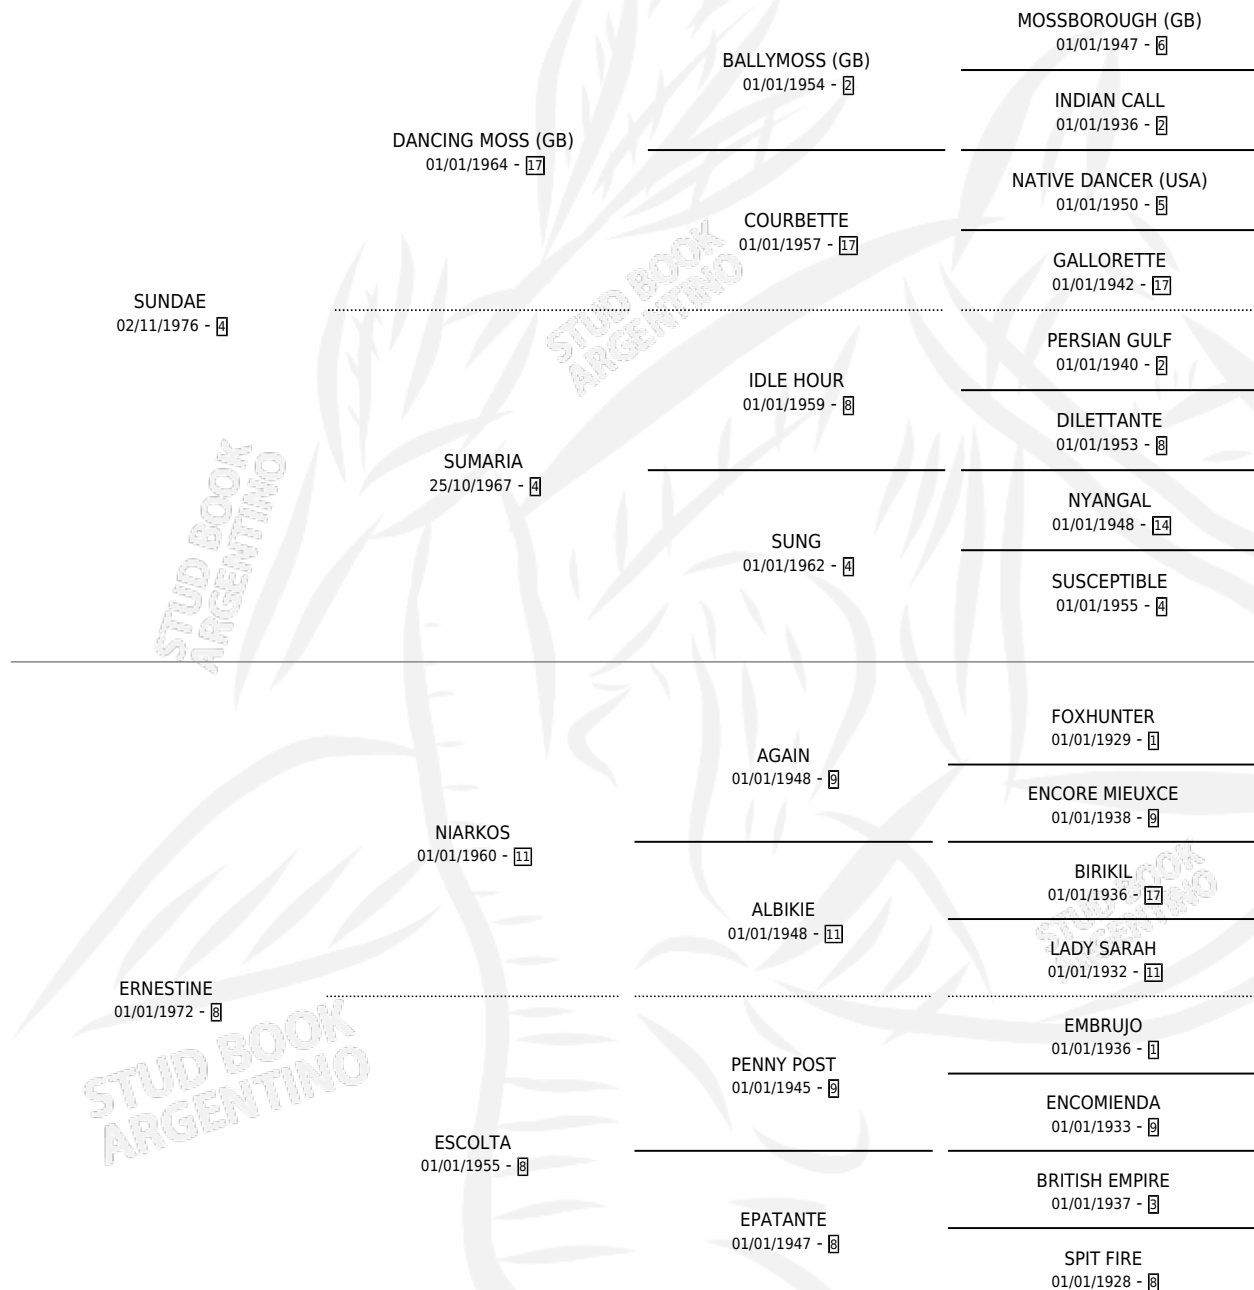 MOSSBOROUGH (GB)
01/01/1947 - 6
BALLYMOSS (GB)
01/01/1954 - 2
INDIAN CALL
01/01/1936 - 2
DANCING MOSS (GB)
01/01/1964 - 17
NATIVE DANCER (USA)
01/01/1950 - 5
COURBETTE
01/01/1957 - 17
GALLORETTE
01/01/1942 - 17
SUNDAE
02/11/1976 - 4
PERSIAN GULF
01/01/1940 - 2
IDLE HOUR
01/01/1959 - 8
DILETTANTE
01/01/1953 - 8
SUMARIA
25/10/1967 - 4
NYANGAL
01/01/1948 - 14
SUNG
01/01/1962 - 4
SUSCEPTIBLE
01/01/1955 - 4
FOXHUNTER
01/01/1929 - 1
AGAIN
01/01/1948 - 9
ENCORE MIEUXCE
01/01/1938 - 9
NIARKOS
01/01/1960 - 11
BIRIKIL
01/01/1936 - 17
ALBIKIE
01/01/1948 - 11
LADY SARAH
01/01/1932 - 11
ERNESTINE
01/01/1972 - 8
EMBRUJO
01/01/1936 - 1
PENNY POST
01/01/1945 - 9
ENCOMIENDA
01/01/1933 - 9
ESCOLTA
01/01/1955 - 8
BRITISH EMPIRE
01/01/1937 - 3
EPATANTE
01/01/1947 - 8
SPIT FIRE
01/01/1928 - 8
STUD BOOK
ARGENTINO
STUD BOOK
ARGENTINO
STUD BOOK
ARGENTINO
STUD BOOK
ARGENTINO